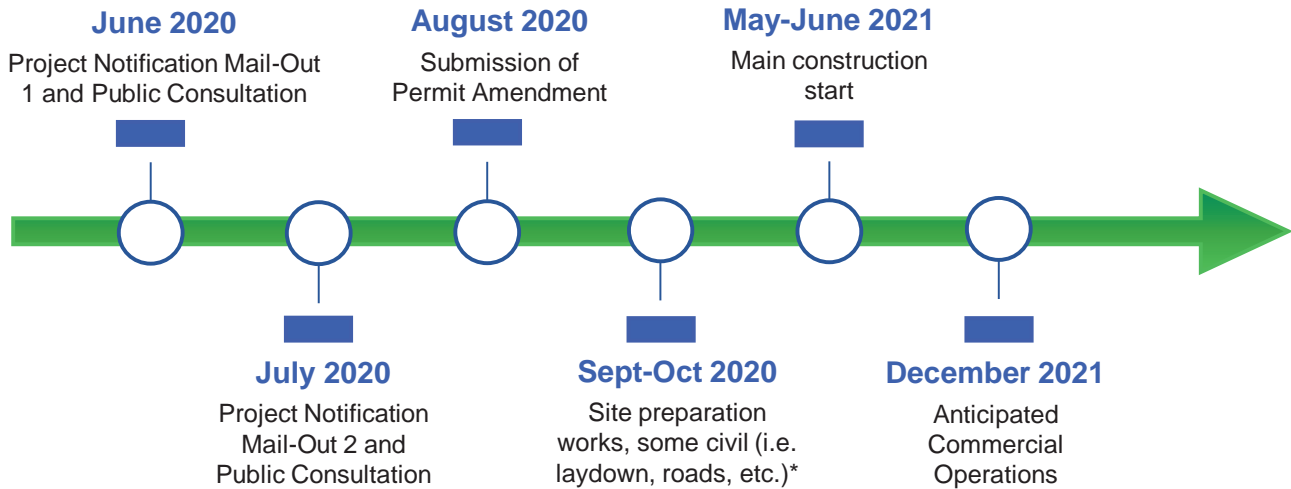 June 2020
Project Notification Mail-Out
1 and Public Consultation
August 2020
Submission of
Permit Amendment
May-June 2021
Main construction
start
July 2020
Project Notification
Mail-Out 2 and
Public Consultation
Sept-Oct 2020
Site preparation
works, some civil (i.e.
laydown, roads, etc.)*
December 2021
Anticipated
Commercial
Operations